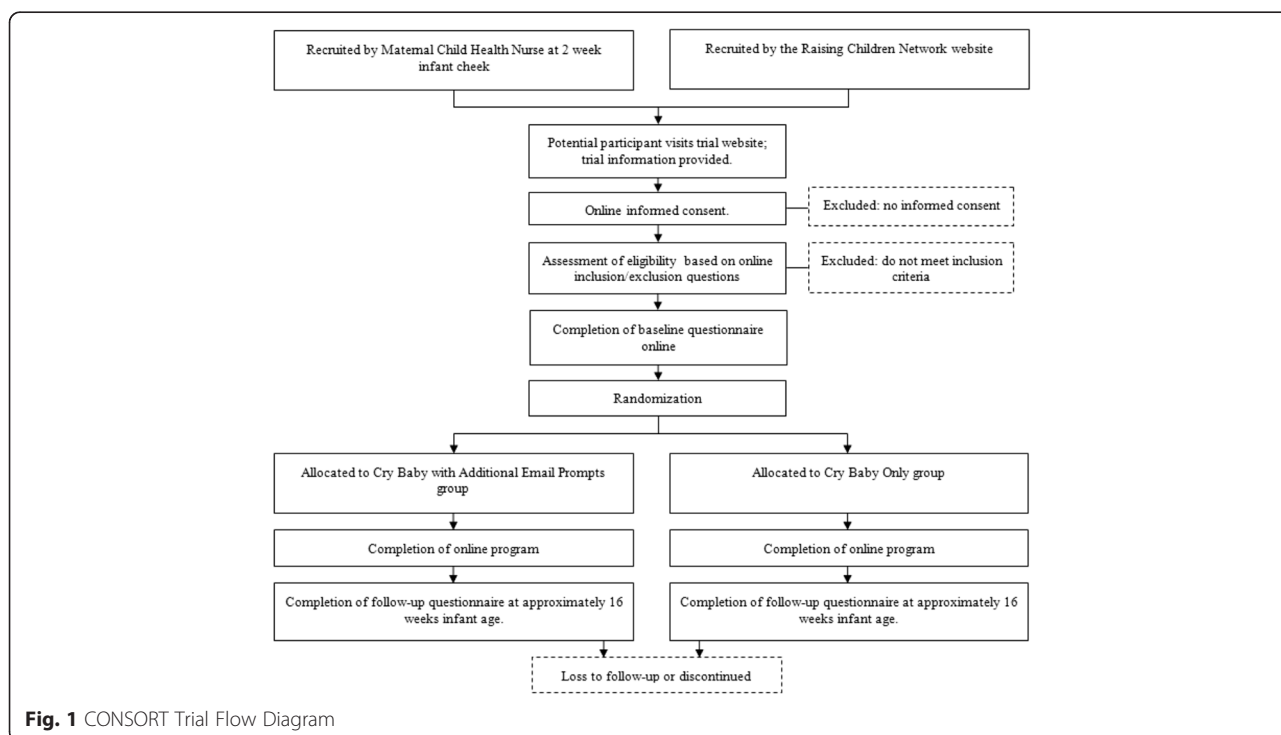 Recruited by Maternal Child Health Nurse at 2 week
infant cheek
Recruited by the Raising Children Network website
Potential participant visits trial website;
trial information provided.
Online informed consent.
Excluded: no informed consent
Assessment of eligibility based on online
inclusion/exclusion questions
Excluded: do not meet inclusion
criteria
Completion of baseline questionnaire
online
Randomization
Allocated to Cry Baby with Additional Email Prompts
group
Allocated to Cry Baby Only group
Completion of online program
Completion of online program
Completion of follow-up questionnaire at approximately 16
weeks infant age.
Completion of follow-up questionnaire at approximately 16
weeks infant age.
Loss to follow-up or discontinued
Fig. 1 CONSORT Trial Flow Diagram